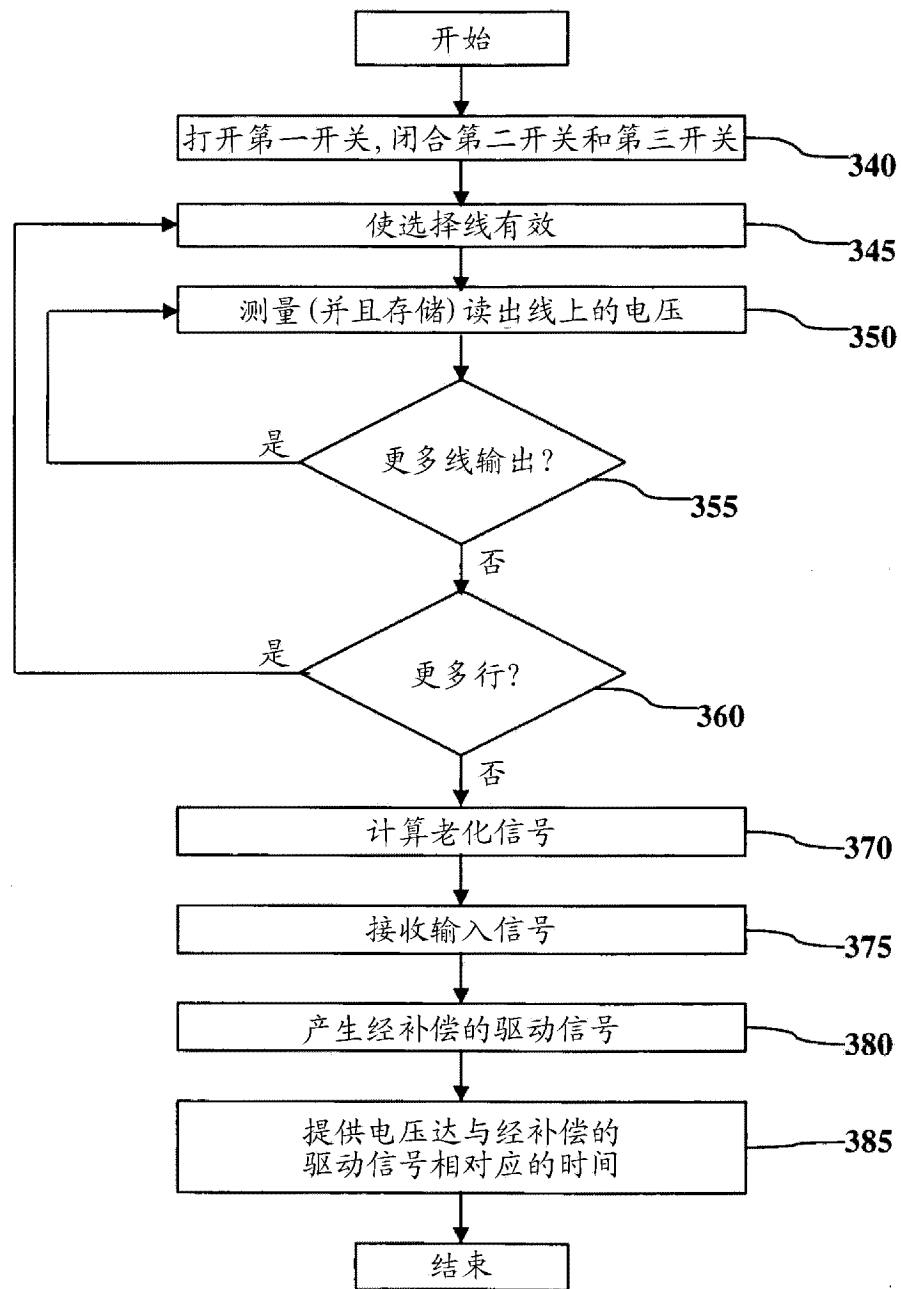 开始
打开第一开关,闭合第二开关和第三开关
340
使选择线有效
345
测量(并且存储)读出线上的电压
350
是
更多线输出?
355
否
是
更多行?
360
否
计算老化信号
370
接收输入信号
375
产生经补偿的驱动信号
380
提供电压达与经补偿的
驱动信号相对应的时间
385
结束